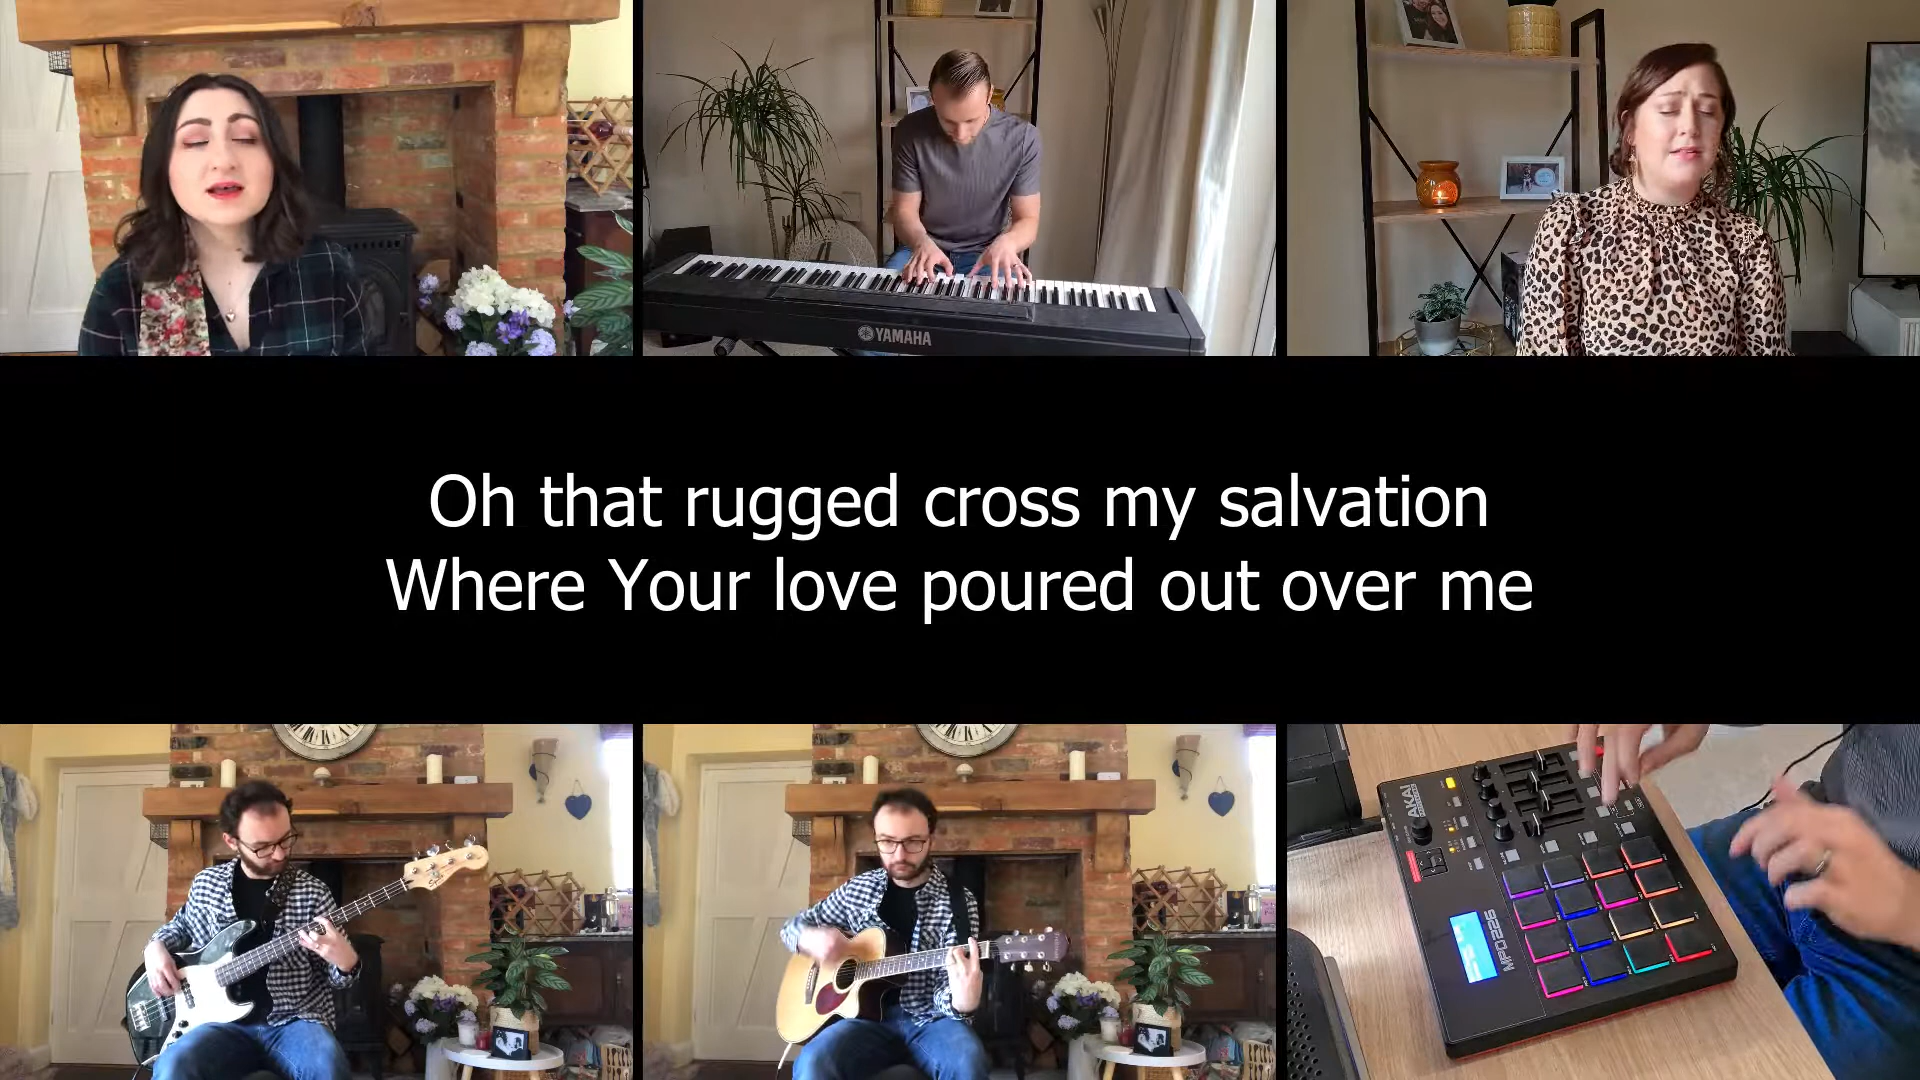 YAMAHA
Oh that rugged cross my salvation
Where Your love poured out over me
AKAI
MPD226